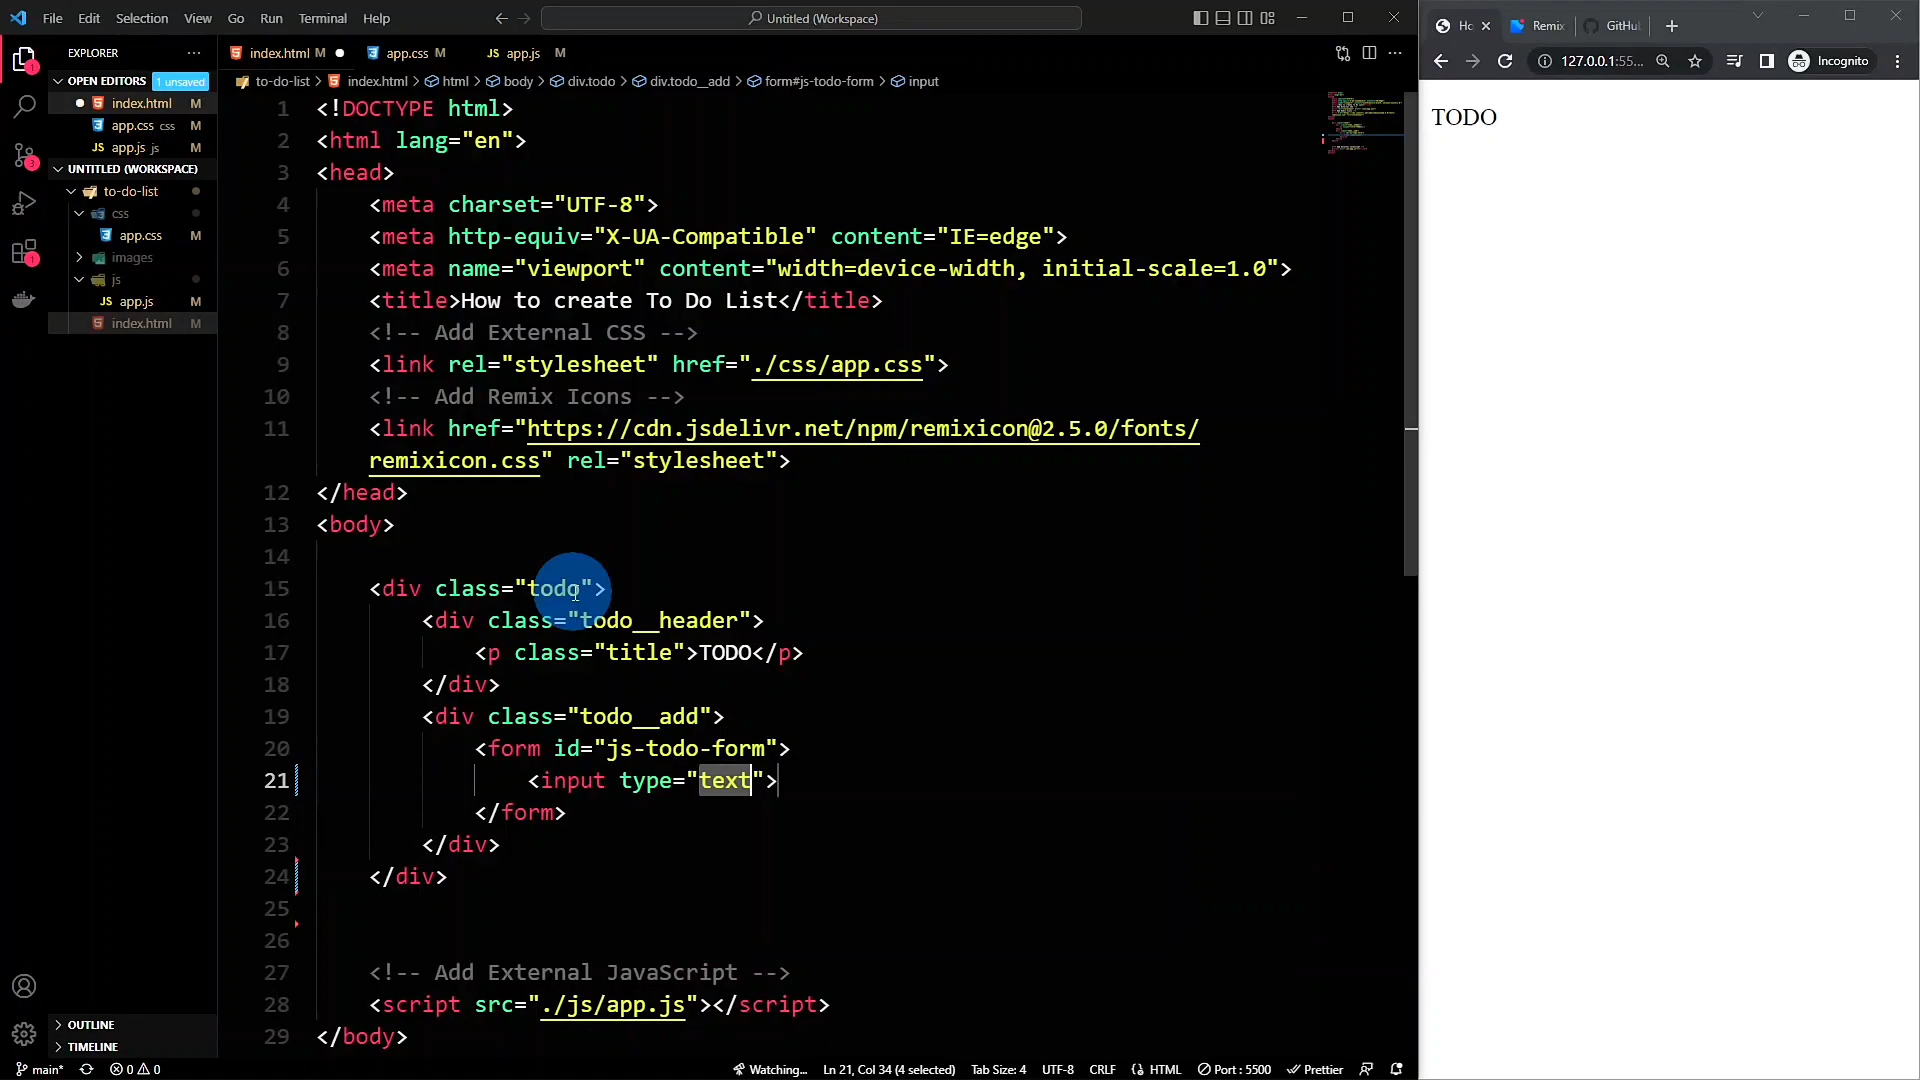 File Edit Selection View Go Run Terminal Help
Untitled (Workspace)
EXPLORER
OPEN EDITORS 1 unsaved
index.html M
app.css css M
JS app.js js M
UNTITLED (WORKSPACE)
to-do-list
css
app.css M
images
js
JS app.js M
index.html M
OUTLINE
TIMELINE
index.html M
app.css M
JS app.js M
to-do-list > index.html > html > body > div.todo > div.todo__add > form#js-todo-form > input
1 <!DOCTYPE html>
2 <html lang="en">
3 <head>
4 <meta charset="UTF-8">
5 <meta http-equiv="X-UA-Compatible" content="IE=edge">
6 <meta name="viewport" content="width=device-width, initial-scale=1.0">
7 <title>How to create To Do List</title>
8 <!-- Add External CSS -->
9 <link rel="stylesheet" href="./css/app.css">
10 <!-- Add Remix Icons -->
11 <link href="https://cdn.jsdelivr.net/npm/remixicon@2.5.0/fonts/
remixicon.css" rel="stylesheet">
12 </head>
13 <body>
14
15 <div class="todo">
16 <div class="todo__header">
17 <p class="title">TODO</p>
18 </div>
19 <div class="todo__add">
20 <form id="js-todo-form">
21 <input type="text">
22 </form>
23 </div>
24 </div>
25
26
27 <!-- Add External JavaScript -->
28 <script src="./js/app.js"></script>
29 </body>
main* 0 0 Watching... Ln 21, Col 34 (4 selected) Tab Size: 4 UTF-8 CRLF HTML Port : 5500 Prettier
Ho Remix GitHu
127.0.0.1:55... Incognito
TODO
1
3
1